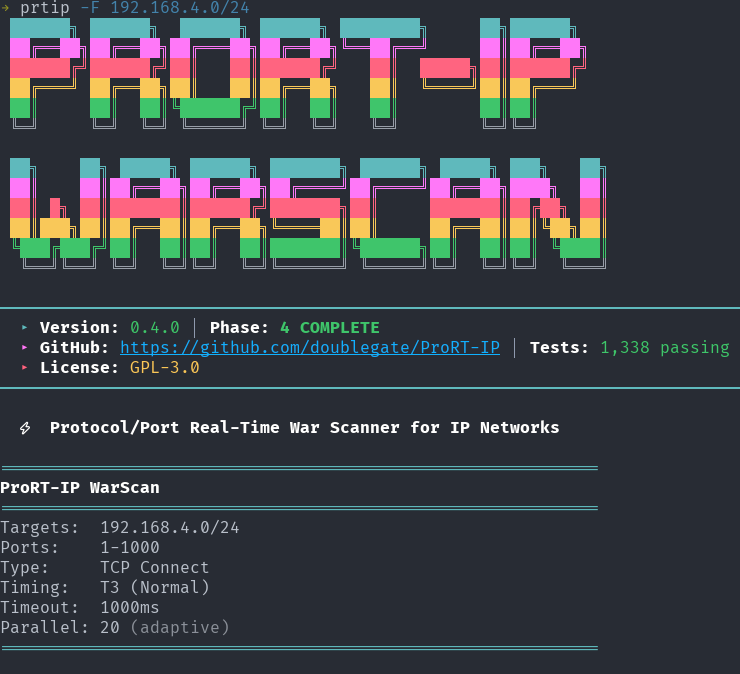 → prtip -F 192.168.4.0/24
PRORT-IP
WARSCAN
▸ Version: 0.4.0 │ Phase: 4 COMPLETE
▸ GitHub: https://github.com/doublegate/ProRT-IP │ Tests: 1,338 passing
▸ License: GPL-3.0
⚡ Protocol/Port Real-Time War Scanner for IP Networks
ProRT-IP WarScan
Targets: 192.168.4.0/24
Ports: 1-1000
Type: TCP Connect
Timing: T3 (Normal)
Timeout: 1000ms
Parallel: 20 (adaptive)